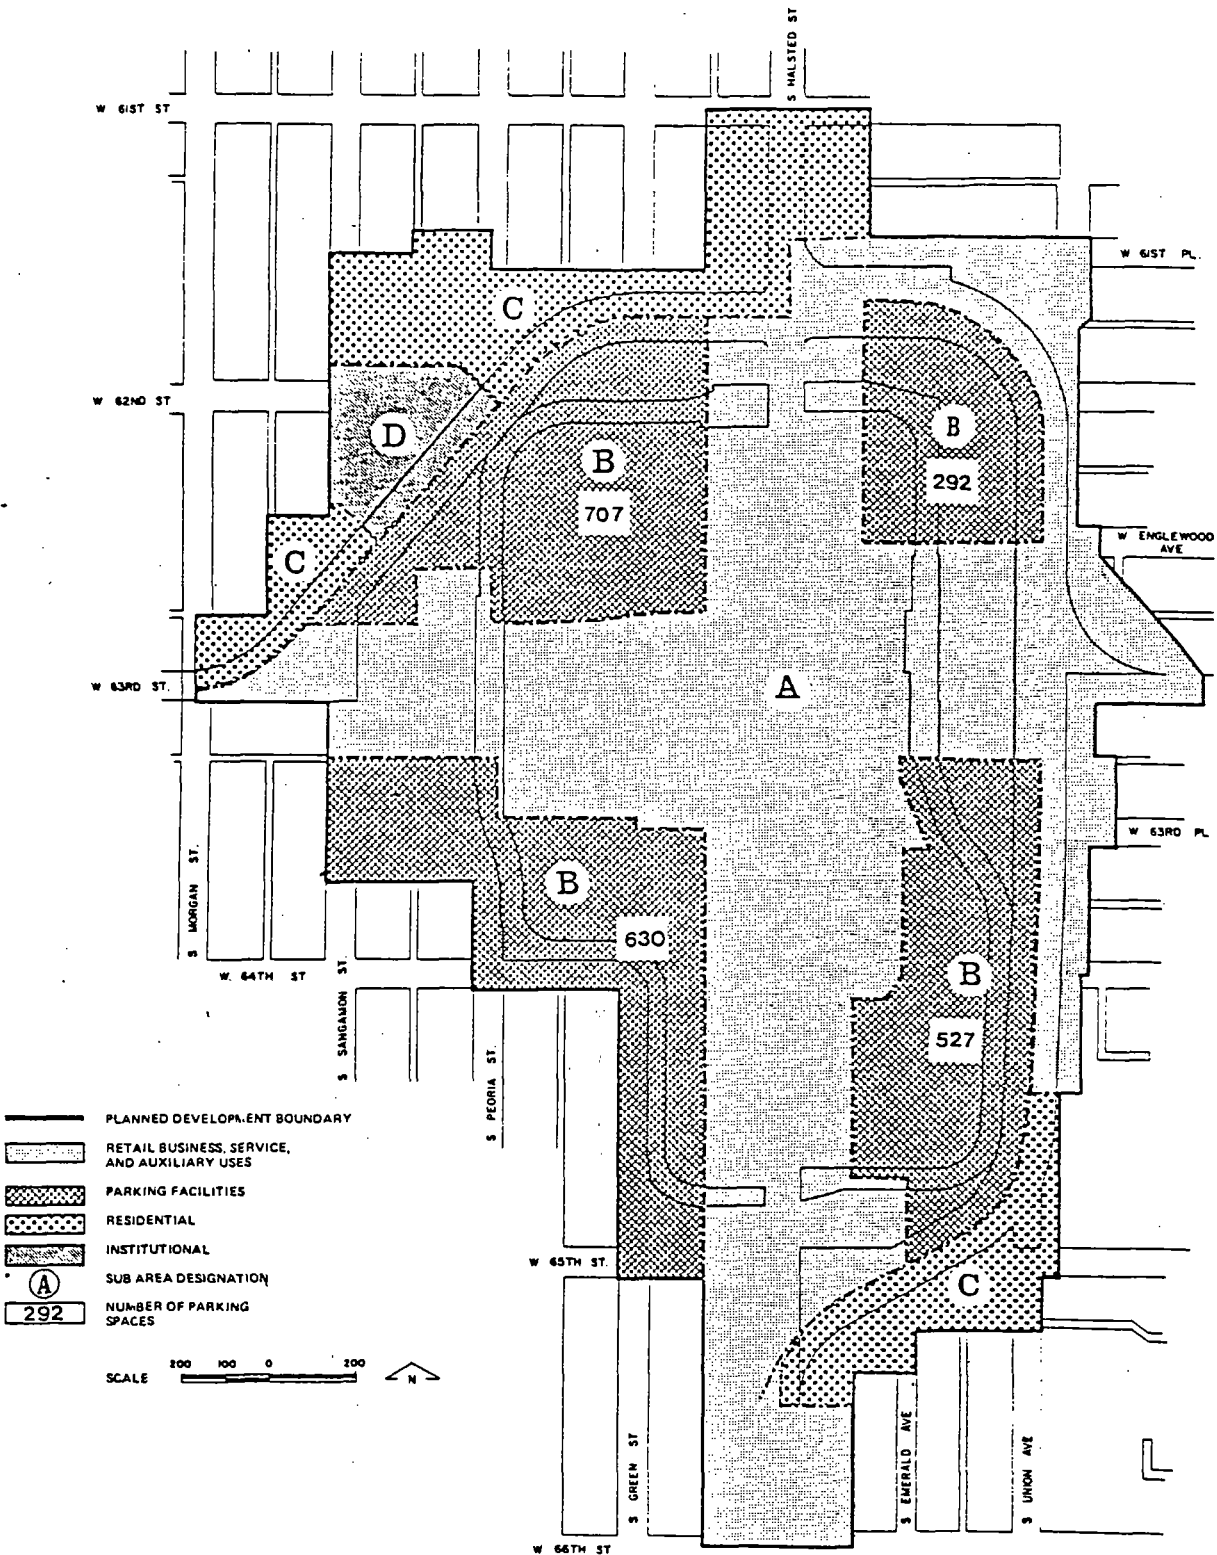 S HALSTED ST
W 61ST ST
W 61ST PL.
C
W 62ND ST
D
B
B
292
707
W ENGLEWOOD
AVE
C
W 63RD ST.
A
W 63RD PL
S MORGAN ST.
B
630
B
W. 64TH ST
S SANGAMON ST.
527
S PEORIA ST.
PLANNED DEVELOPMENT BOUNDARY
RETAIL BUSINESS, SERVICE,
AND AUXILIARY USES
PARKING FACILITIES
RESIDENTIAL
INSTITUTIONAL
A SUB AREA DESIGNATION
292 NUMBER OF PARKING
SPACES
W 65TH ST.
C
SCALE 200 100 0 200
N
S GREEN ST
S EMERALD AVE
S UNION AVE
W 66TH ST